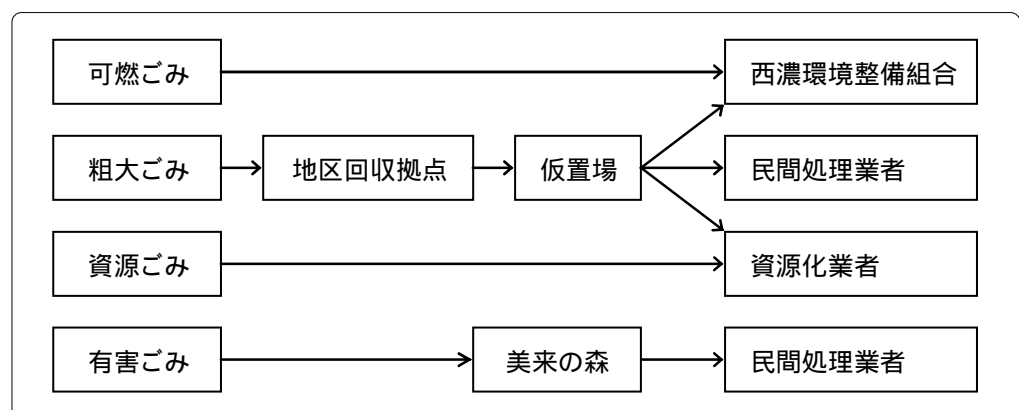 可燃ごみ
西濃環境整備組合
粗大ごみ
地区回収拠点
仮置場
民間処理業者
資源ごみ
資源化業者
有害ごみ
美来の森
民間処理業者